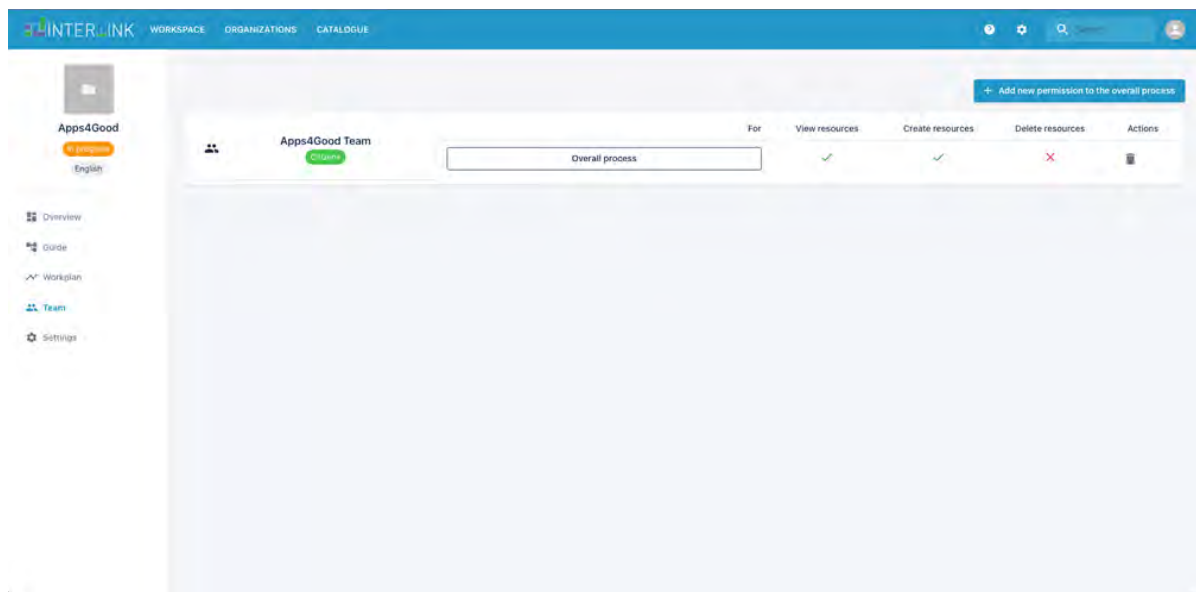 INTERLINK WORKSPACE ORGANIZATIONS CATALOGUE Search
+ Add new permission to the overall process
Apps4Good
In progress
English
Overview
Guide
Workplan
Team
Settings
For View resources Create resources Delete resources Actions
Apps4Good Team
Citizens
Overall process